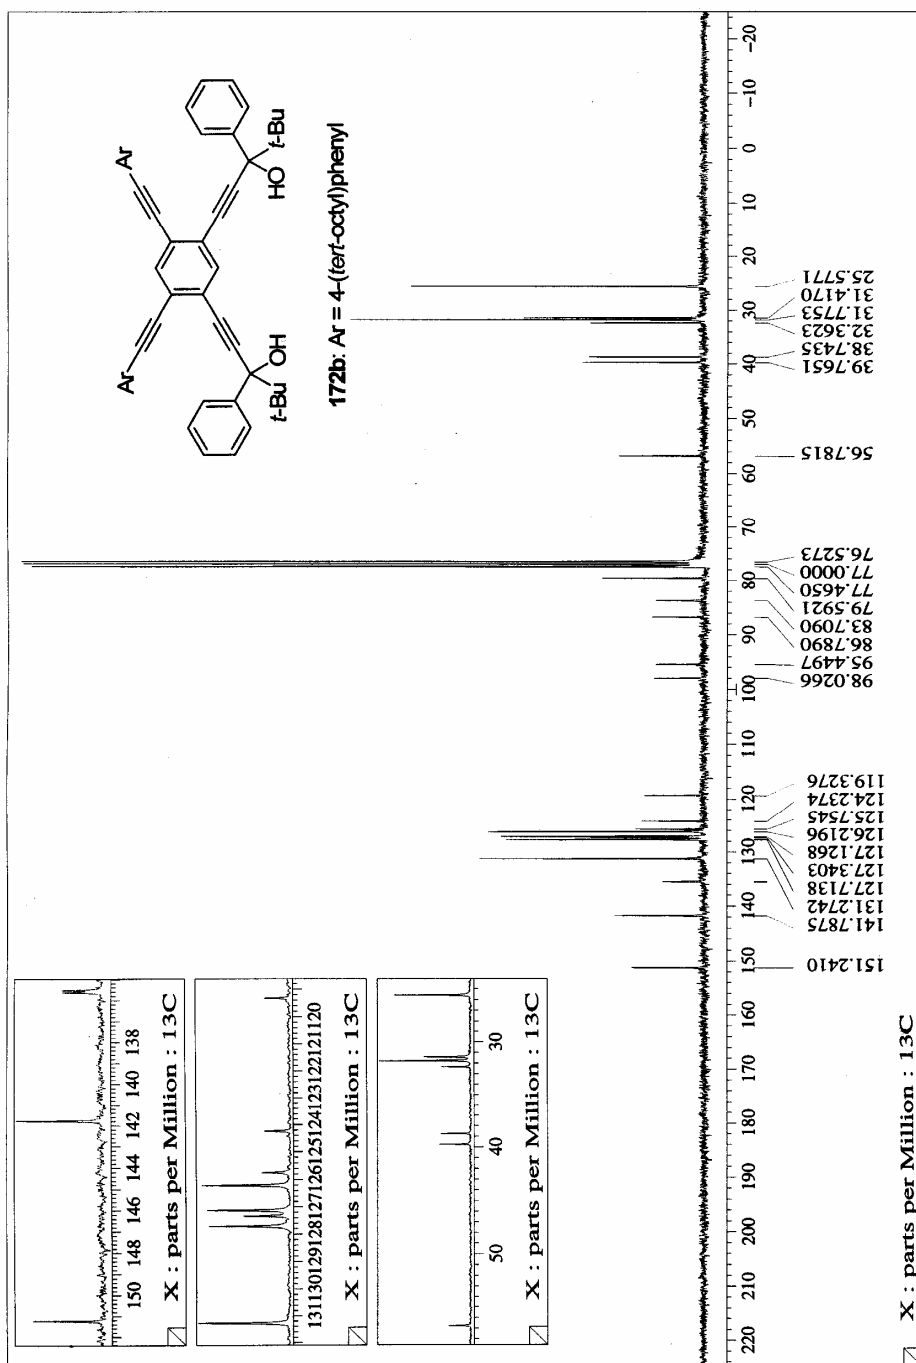 Ar
Ar
HO
t-Bu
OH
t-Bu
172b: Ar = 4-(tert-octyl)phenyl
150 148 146 144 142 140 138
X : parts per Million : 13C
131130129128127126125124123122121120
X : parts per Million : 13C
50 40 30
X : parts per Million : 13C
220 210 200 190 180 170 160 150 140 130 120 110 100 90 80 70 60 50 40 30 20 10 0 -10 -20
151.2410
141.7875
131.2742
127.7138
127.3403
127.1268
126.2196
125.7545
124.2374
119.3276
98.0266
95.4497
86.7890
83.7090
79.5921
77.4650
77.0000
76.5273
56.7815
39.7651
38.7435
32.3623
31.7753
31.4170
25.5771
X : parts per Million : 13C